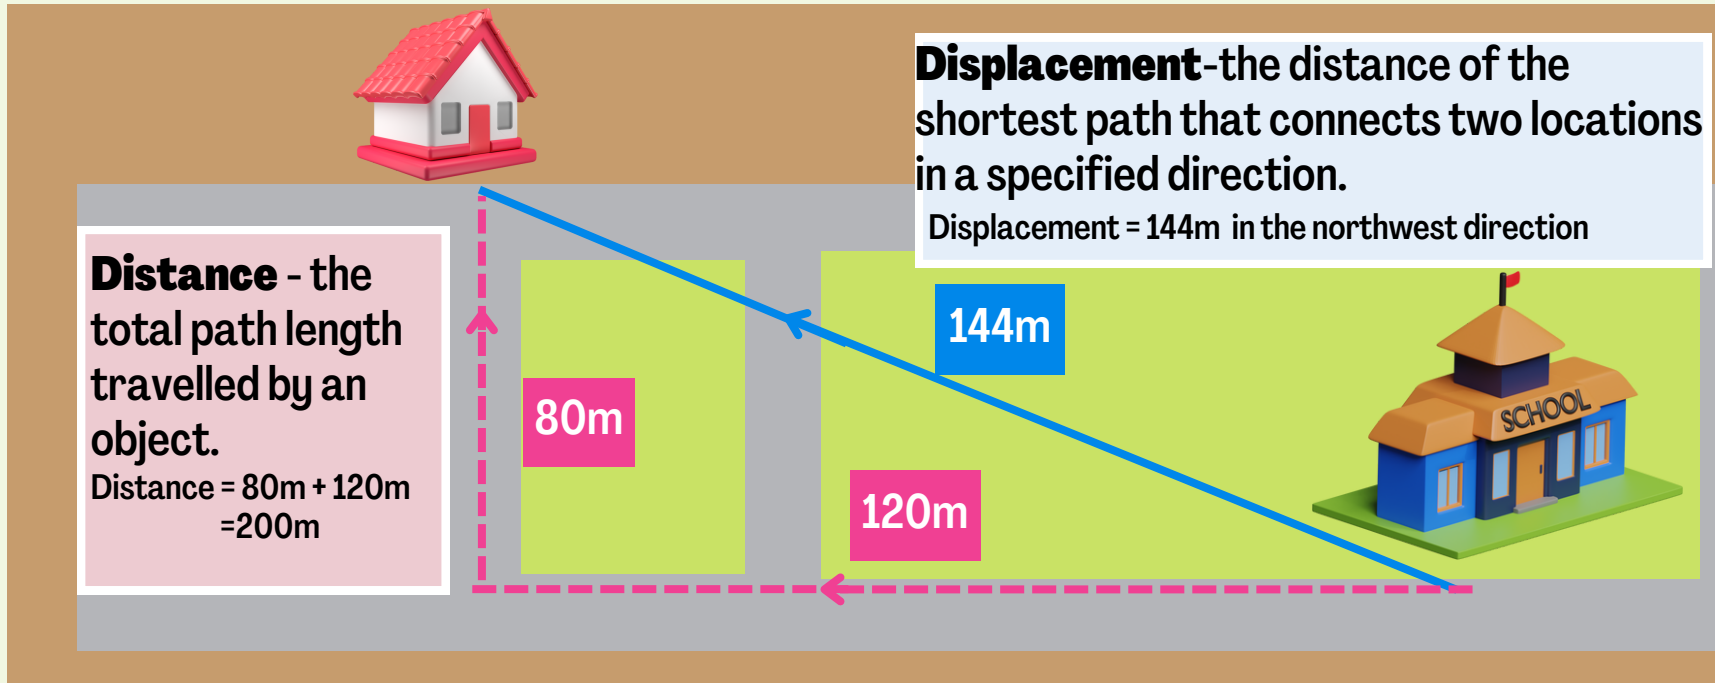 Displacement-the distance of the
shortest path that connects two locations
in a specified direction.
Displacement = 144m in the northwest direction
Distance - the
total path length
travelled by an
object.
Distance = 80m + 120m
=200m
144m
80m
120m
SCHOOL